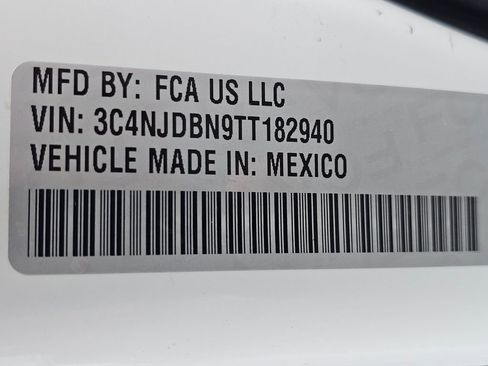 MFD BY: FCA US LLC
VIN: 3C4NJDBN9TT182940
VEHICLE MADE IN: MEXICO